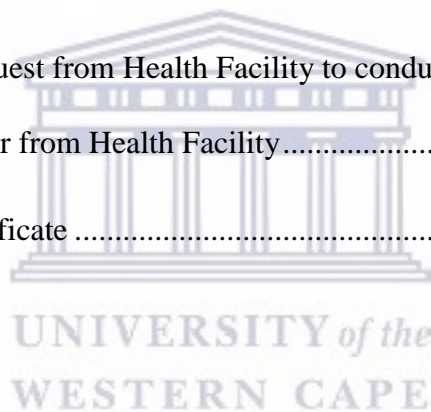 uest from Health Facility to condu
r from Health Facility..................
ficate ............................................
UNIVERSITY of the
WESTERN CAPE